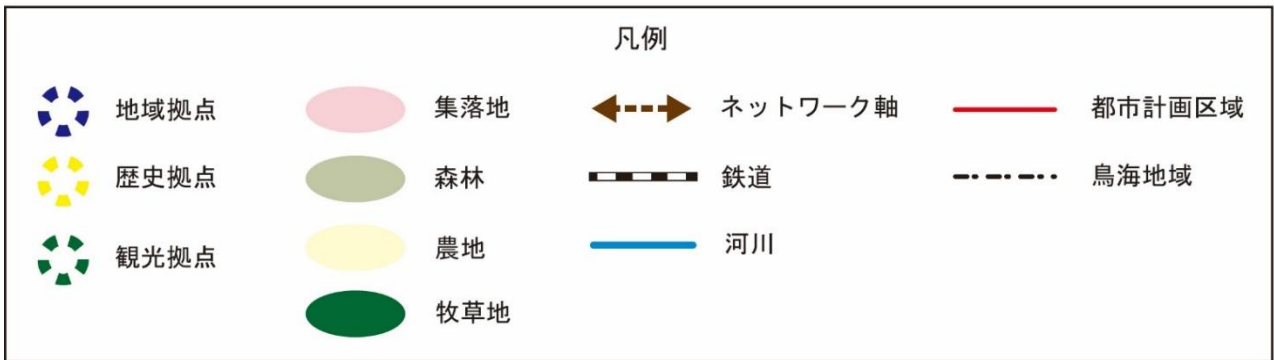 凡例
地域拠点
集落地
ネットワーク軸
都市計画区域
歴史拠点
森林
鉄道
鳥海地域
観光拠点
農地
河川
牧草地